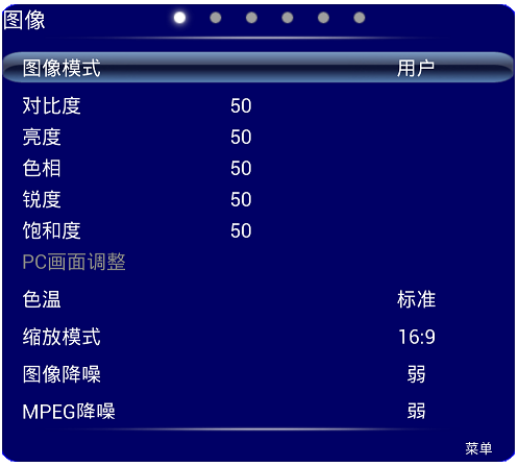 图像
图像模式 用户
对比度 50
亮度 50
色相 50
锐度 50
饱和度 50
PC画面调整
色温 标准
缩放模式 16:9
图像降噪 弱
MPEG降噪 弱
菜单